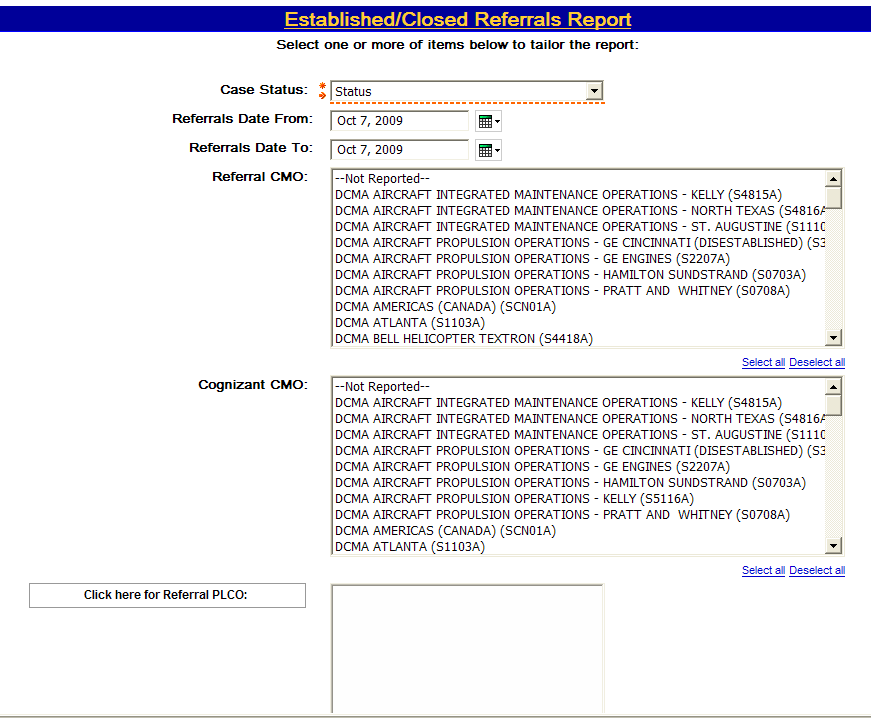 Established/Closed Referrals Report
Select one or more of items below to tailor the report:
Case Status: Status
Referrals Date From: Oct 7, 2009
Referrals Date To: Oct 7, 2009
Referral CMO:
--Not Reported--
DCMA AIRCRAFT INTEGRATED MAINTENANCE OPERATIONS - KELLY (S4815A)
DCMA AIRCRAFT INTEGRATED MAINTENANCE OPERATIONS - NORTH TEXAS (S4816A
DCMA AIRCRAFT INTEGRATED MAINTENANCE OPERATIONS - ST. AUGUSTINE (S1110
DCMA AIRCRAFT PROPULSION OPERATIONS - GE CINCINNATI (DISESTABLISHED) (S3
DCMA AIRCRAFT PROPULSION OPERATIONS - GE ENGINES (S2207A)
DCMA AIRCRAFT PROPULSION OPERATIONS - HAMILTON SUNDSTRAND (S0703A)
DCMA AIRCRAFT PROPULSION OPERATIONS - PRATT AND  WHITNEY (S0708A)
DCMA AMERICAS (CANADA) (SCN01A)
DCMA ATLANTA (S1103A)
DCMA BELL HELICOPTER TEXTRON (S4418A)
Select all Deselect all
Cognizant CMO:
--Not Reported--
DCMA AIRCRAFT INTEGRATED MAINTENANCE OPERATIONS - KELLY (S4815A)
DCMA AIRCRAFT INTEGRATED MAINTENANCE OPERATIONS - NORTH TEXAS (S4816A
DCMA AIRCRAFT INTEGRATED MAINTENANCE OPERATIONS - ST. AUGUSTINE (S1110
DCMA AIRCRAFT PROPULSION OPERATIONS - GE CINCINNATI (DISESTABLISHED) (S3
DCMA AIRCRAFT PROPULSION OPERATIONS - GE ENGINES (S2207A)
DCMA AIRCRAFT PROPULSION OPERATIONS - HAMILTON SUNDSTRAND (S0703A)
DCMA AIRCRAFT PROPULSION OPERATIONS - KELLY (S5116A)
DCMA AIRCRAFT PROPULSION OPERATIONS - PRATT AND  WHITNEY (S0708A)
DCMA AMERICAS (CANADA) (SCN01A)
DCMA ATLANTA (S1103A)
Select all Deselect all
Click here for Referral PLCO: